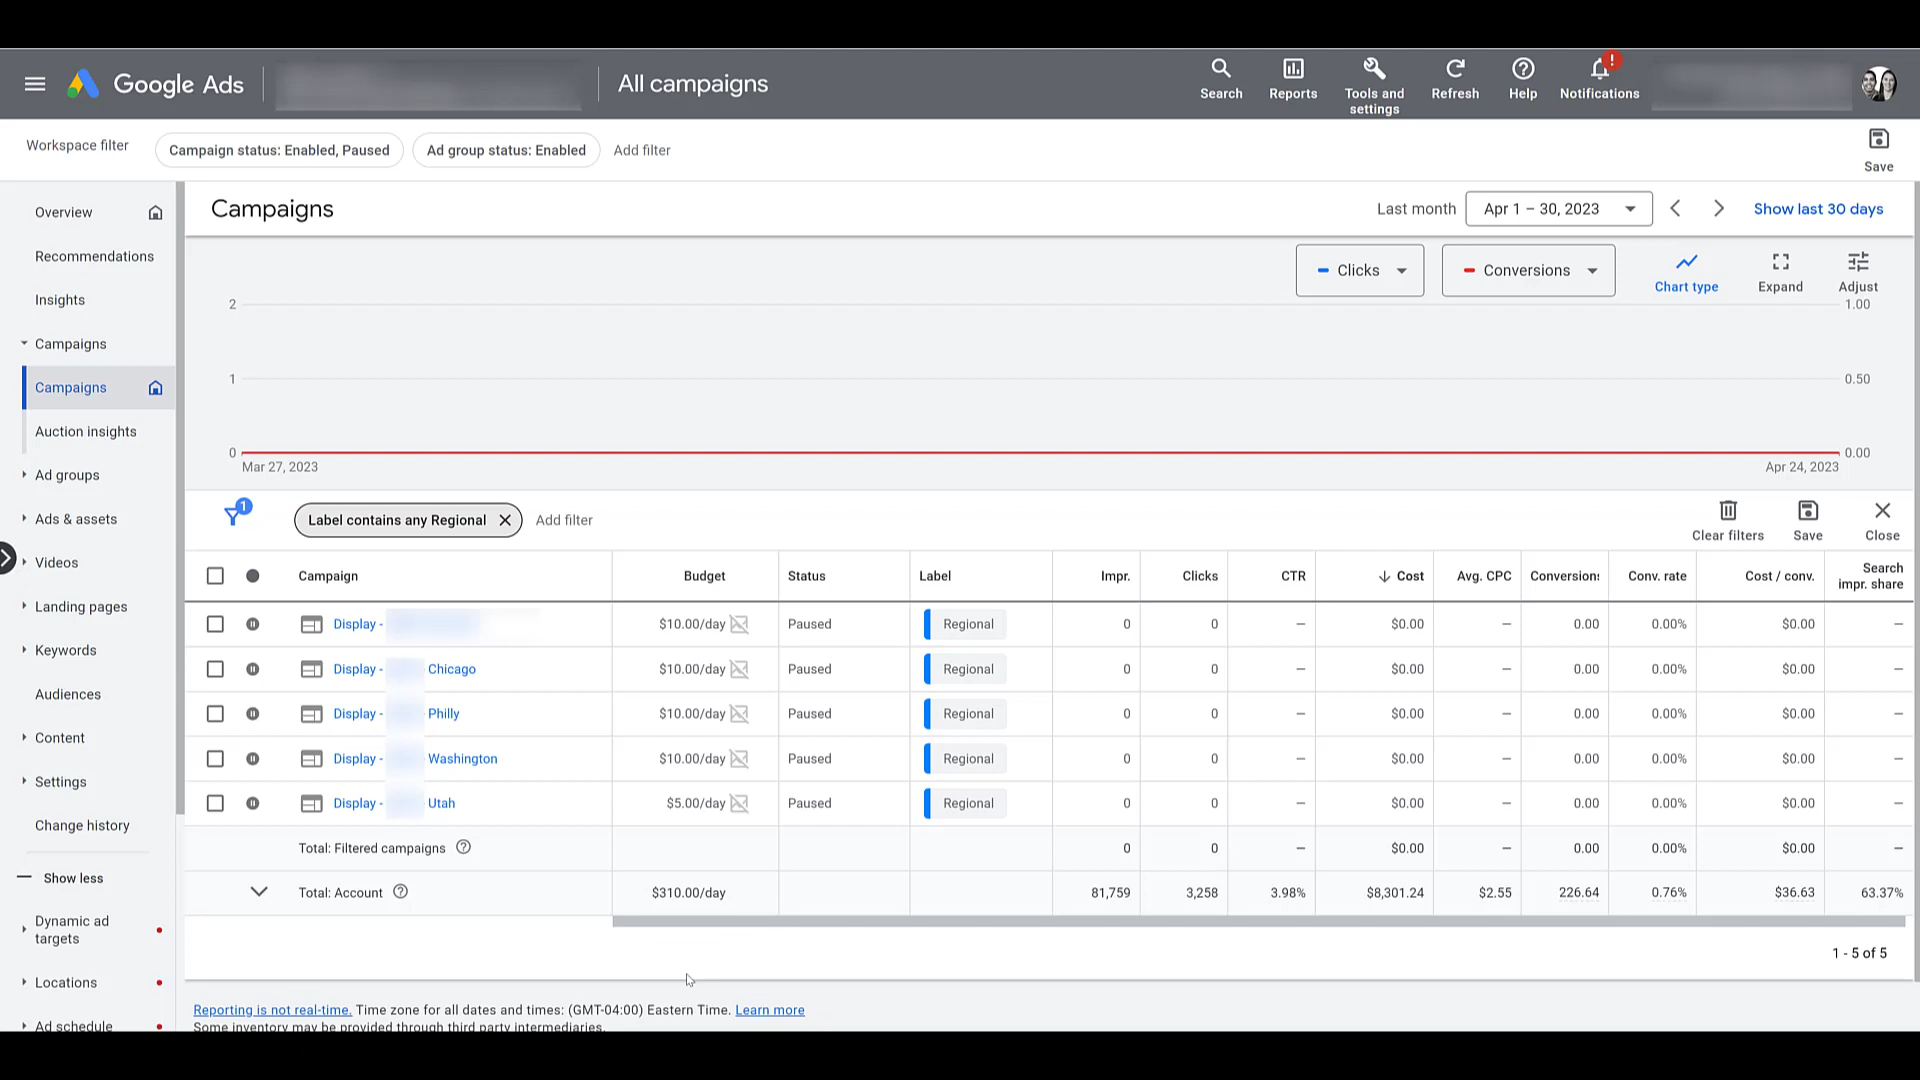 Google Ads
All campaigns
Search
Reports
Tools and
settings
Refresh
Help
!
Notifications
Workspace filter
Campaign status: Enabled, Paused
Ad group status: Enabled
Add filter
Save
Overview
Recommendations
Insights
Campaigns
Campaigns
Auction insights
Ad groups
Ads & assets
Videos
Landing pages
Keywords
Audiences
Content
Settings
Change history
Show less
Dynamic ad
targets
Locations
Ad schedule
Campaigns
Last month
Apr 1 – 30, 2023
Show last 30 days
Clicks
Conversions
Chart type
Expand
Adjust
2
1.00
1
0.50
0
0.00
Mar 27, 2023
Apr 24, 2023
1
Label contains any Regional
Add filter
Clear filters
Save
Close
Campaign Budget Status Label Impr. Clicks CTR Cost Avg. CPC Conversions Conv. rate Cost / conv. Search
impr. share
Display - $10.00/day Paused Regional 0 0 – $0.00 – 0.00 0.00% $0.00 –
Display - Chicago $10.00/day Paused Regional 0 0 – $0.00 – 0.00 0.00% $0.00 –
Display - Philly $10.00/day Paused Regional 0 0 – $0.00 – 0.00 0.00% $0.00 –
Display - Washington $10.00/day Paused Regional 0 0 – $0.00 – 0.00 0.00% $0.00 –
Display - Utah $5.00/day Paused Regional 0 0 – $0.00 – 0.00 0.00% $0.00 –
Total: Filtered campaigns ? 0 0 – $0.00 – 0.00 0.00% $0.00 –
Total: Account ? $310.00/day 81,759 3,258 3.98% $8,301.24 $2.55 226.64 0.76% $36.63 63.37%
1 - 5 of 5
Reporting is not real-time. Time zone for all dates and times: (GMT-04:00) Eastern Time. Learn more
Some inventory may be provided through third party intermediaries.